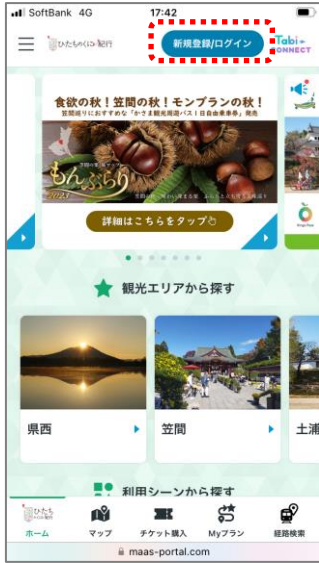 SoftBank 4G 17:42
ひたちのくに紀行
新規登録/ログイン
Tabi-CONNECT
食欲の秋！笠間の秋！モンブランの秋！
笠間巡りにおすすめな「かさま観光周遊バス1日自由乗車券」発売
もんぶらり
詳細はこちらをタップ
観光エリアから探す
県西
笠間
土浦
利用シーンから探す
ホーム
マップ
チケット購入
Myプラン
経路検索
maas-portal.com